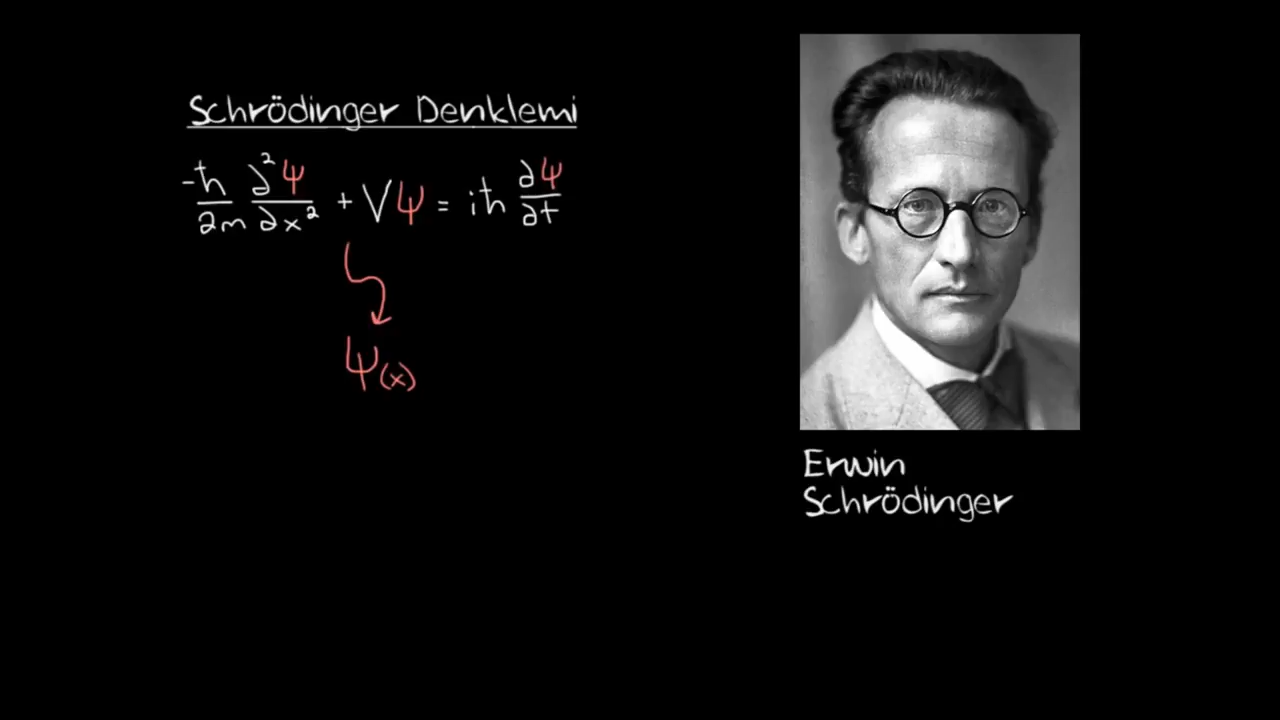 Schrödinger Denklemi
-ħ/2m ∂²Ψ/∂x² + VΨ = iħ ∂Ψ/∂t
Ψ(x)
Erwin
Schrödinger